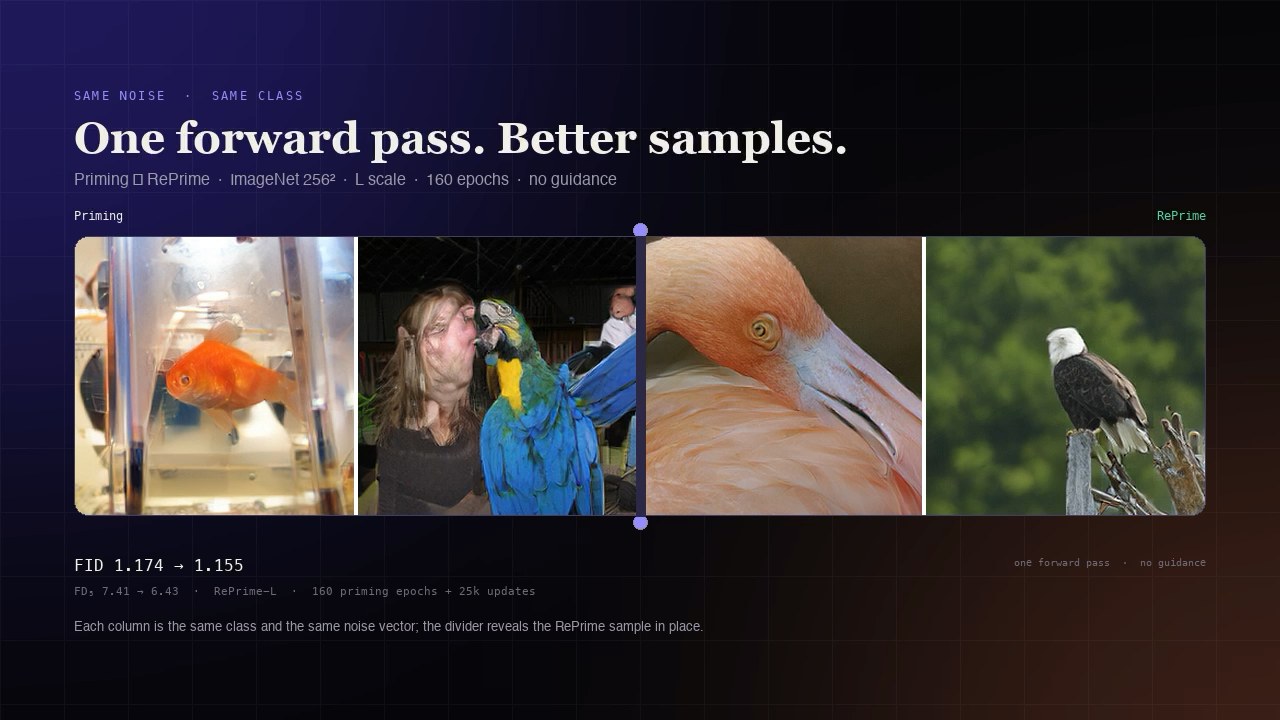 SAME NOISE · SAME CLASS
One forward pass. Better samples.
Priming □ RePrime · ImageNet 256² · L scale · 160 epochs · no guidance
Priming
RePrime
FID 1.174 → 1.155
one forward pass · no guidance
FD₅ 7.41 → 6.43 · RePrime–L · 160 priming epochs + 25k updates
Each column is the same class and the same noise vector; the divider reveals the RePrime sample in place.